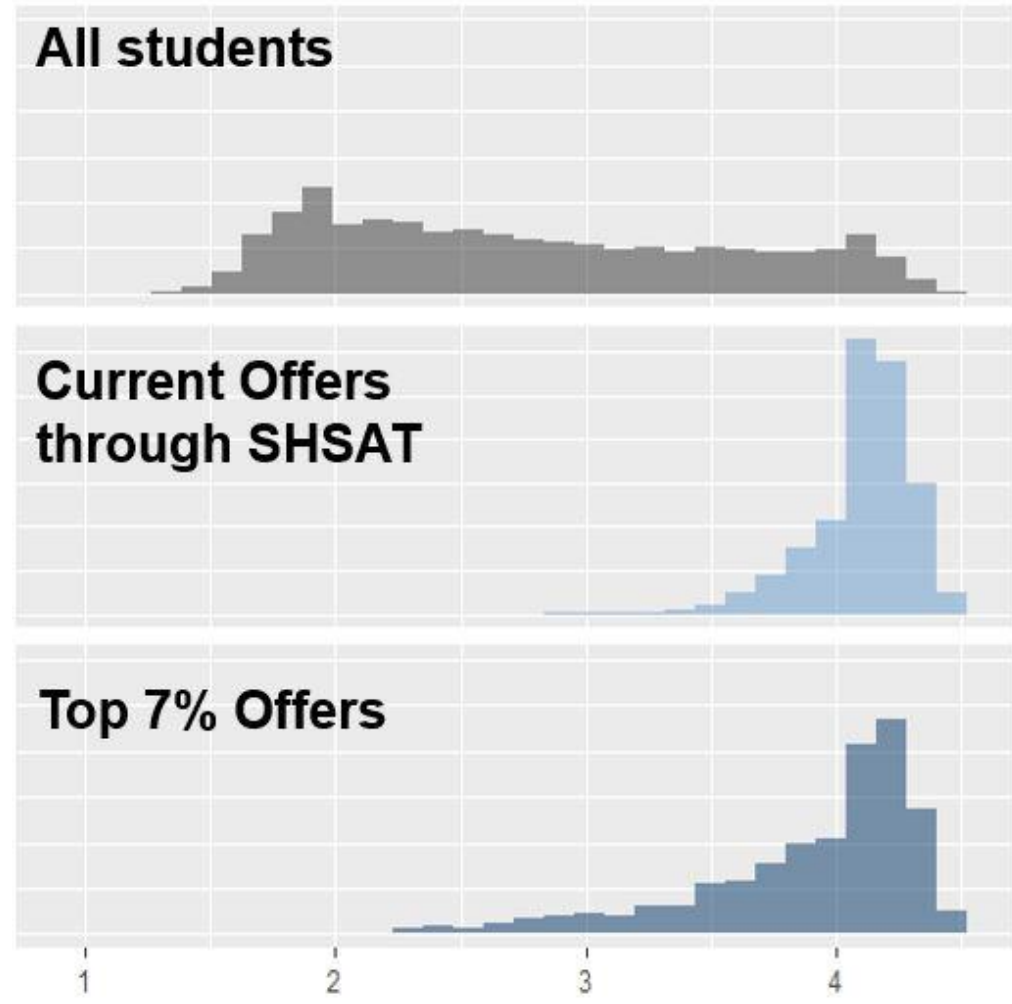 All students
Current Offers
through SHSAT
Top 7% Offers
1 2 3 4